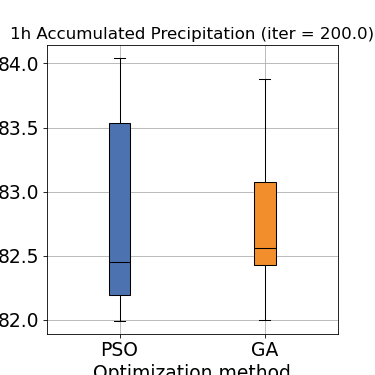 1h Accumulated Precipitation (iter = 200.0)
84.0
83.5
83.0
82.5
82.0
PSO GA
Optimization method